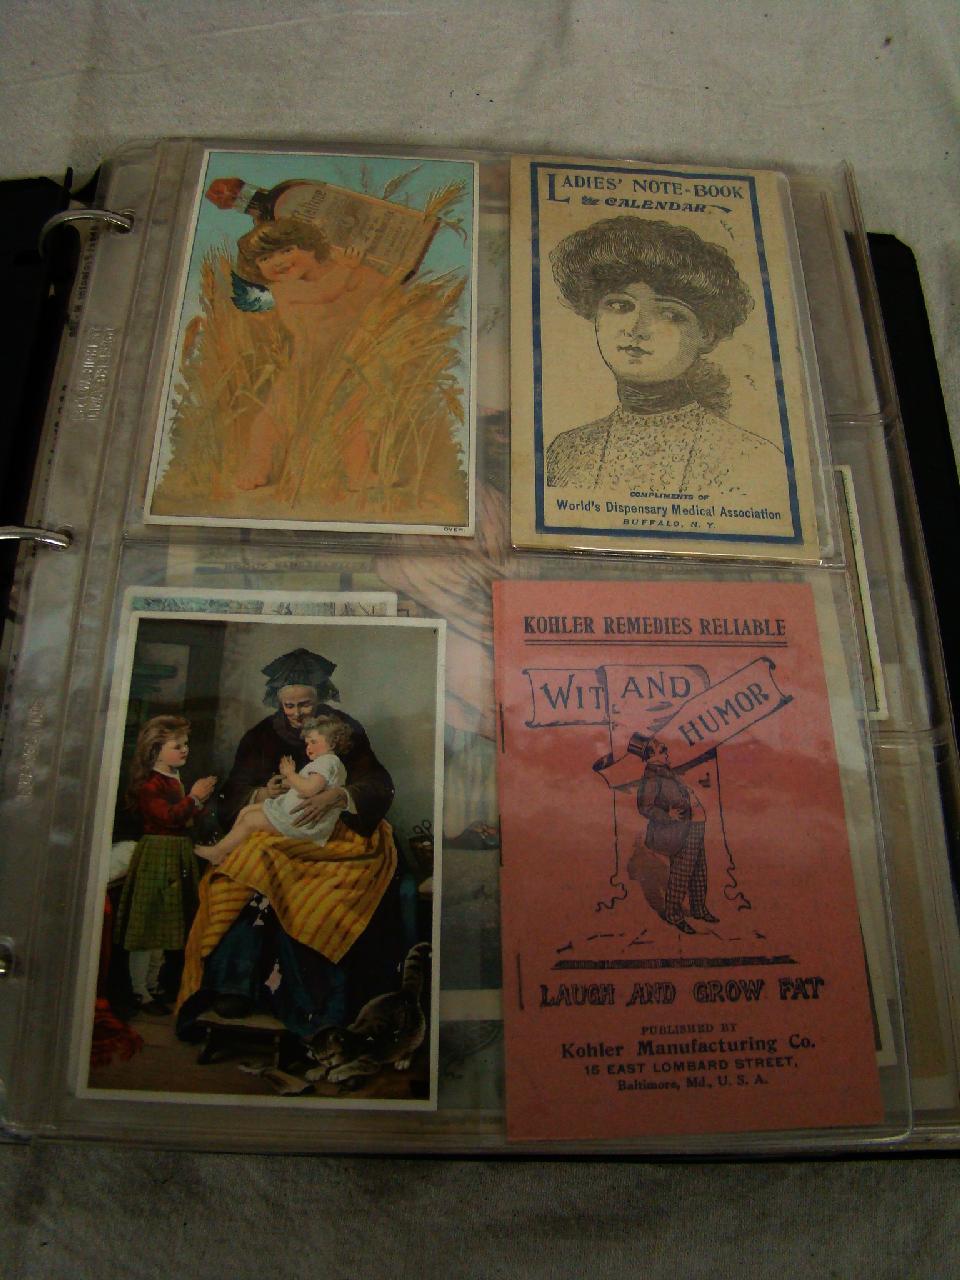 OVER.
LADIES' NOTE-BOOK
& CALENDAR
COMPLIMENTS OF
World's Dispensary Medical Association
BUFFALO, N. Y.
KOHLER REMEDIES RELIABLE
WIT AND
HUMOR
LAUGH AND GROW FAT
PUBLISHED BY
Kohler Manufacturing Co.
15 EAST LOMBARD STREET,
Baltimore, Md., U. S. A.